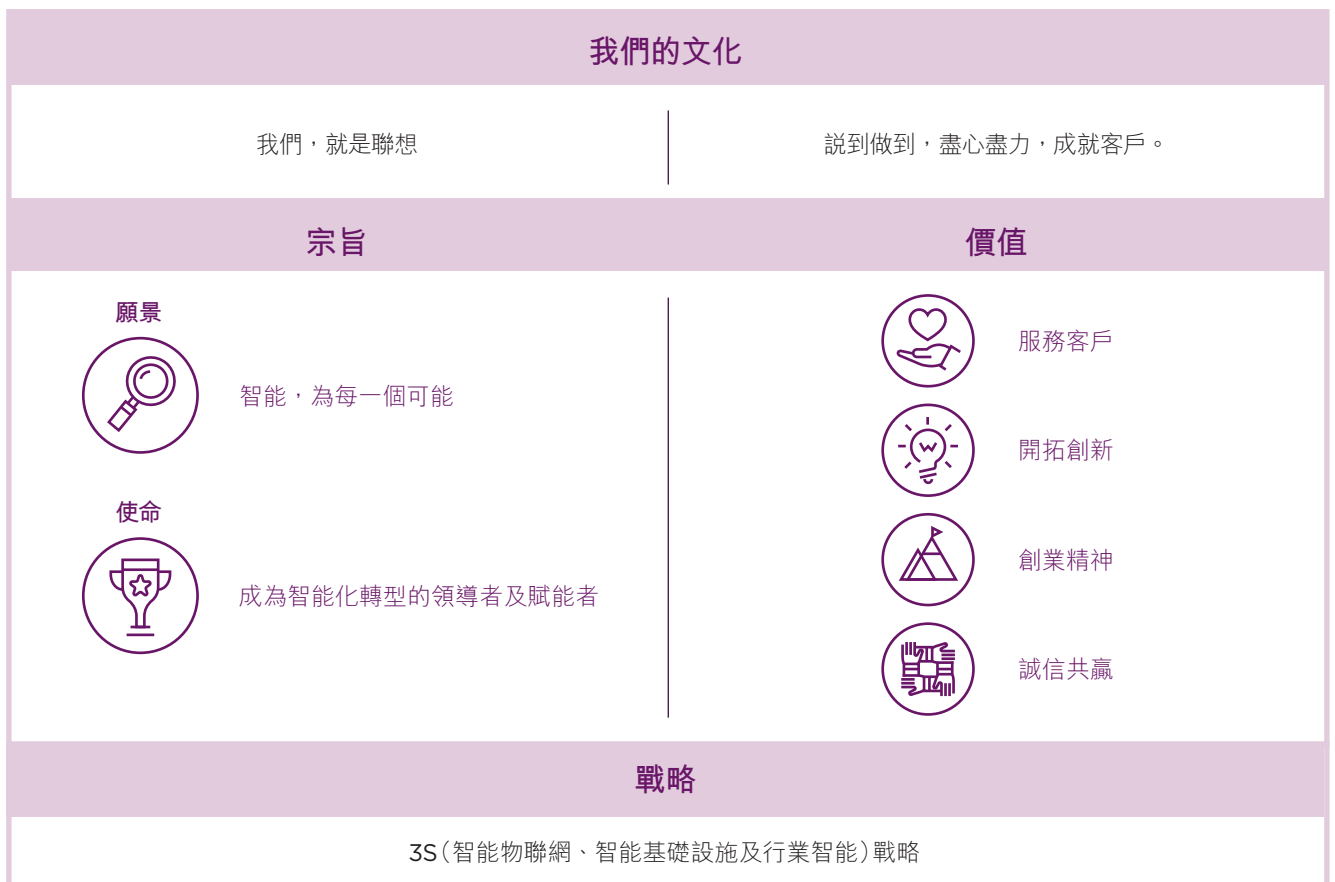 我們的文化
我們，就是聯想
説到做到，盡心盡力，成就客戶。
宗旨
願景
智能，為每一個可能
使命
成為智能化轉型的領導者及賦能者
價值
服務客戶
開拓創新
創業精神
誠信共贏
戰略
3S（智能物聯網、智能基礎設施及行業智能）戰略